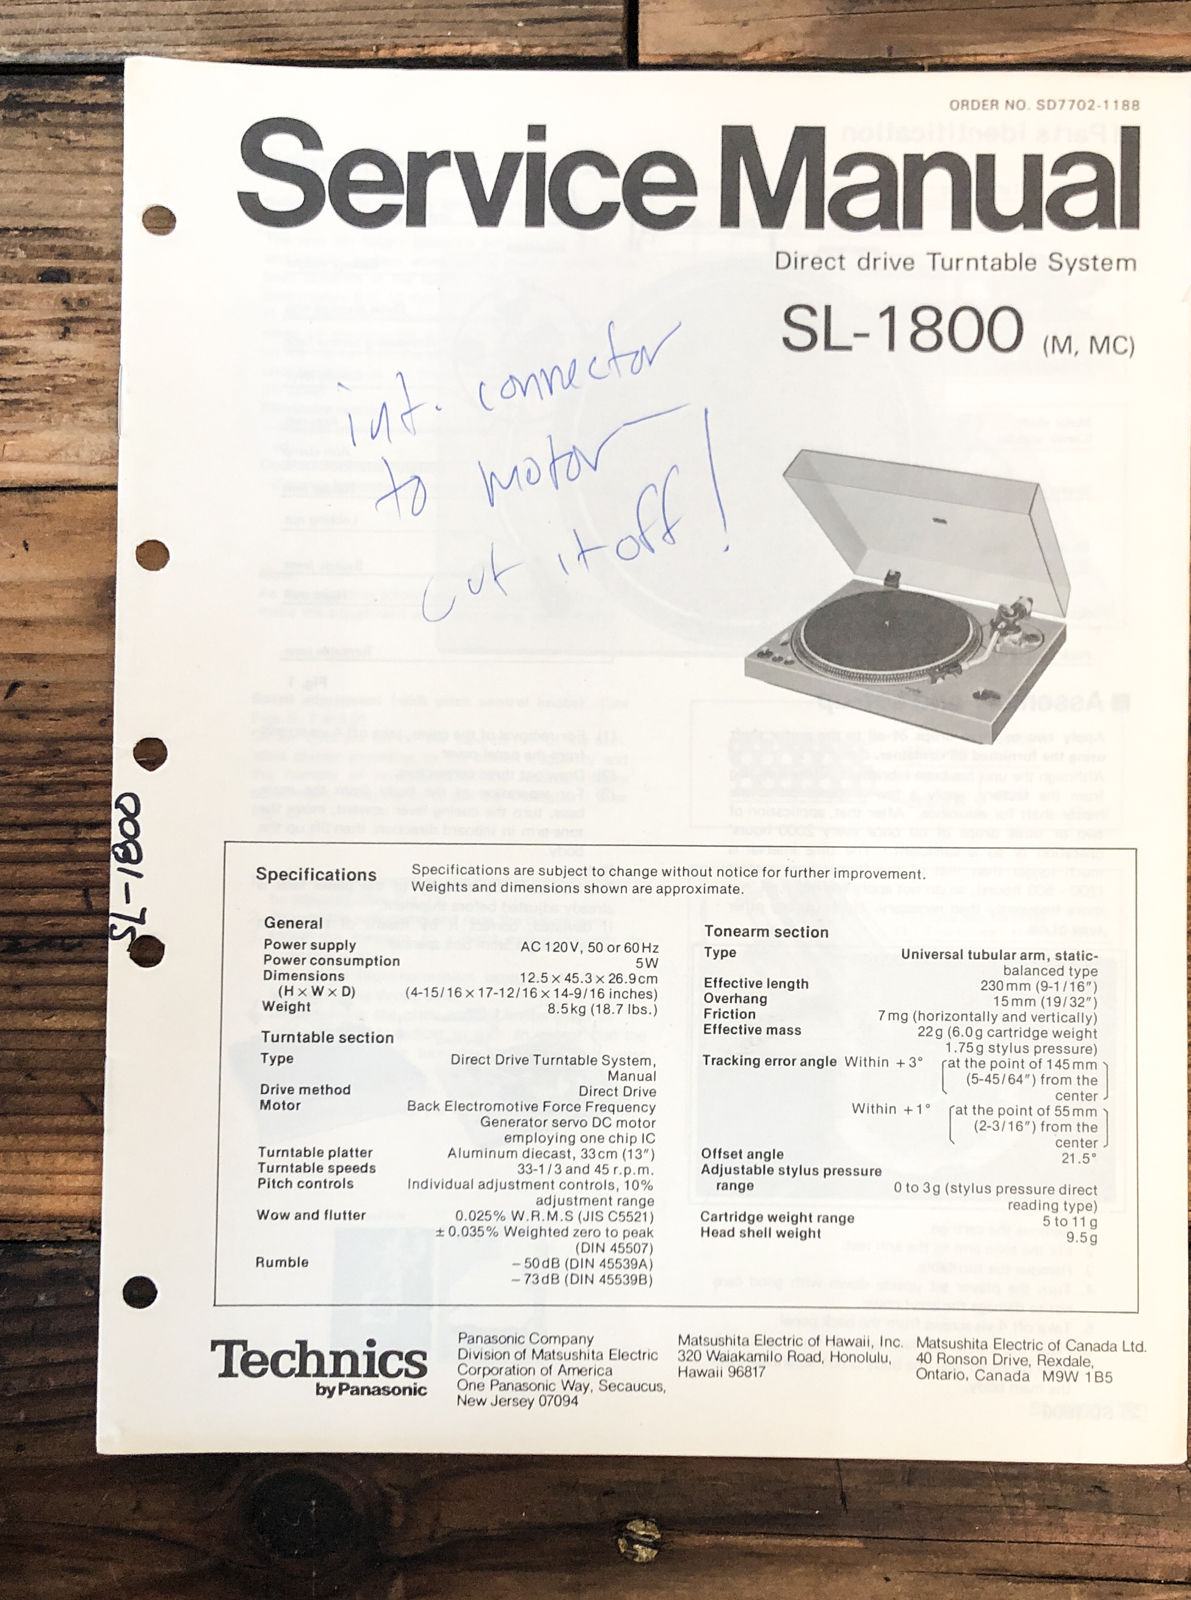 ORDER NO. SD7702-1188
Service Manual
Direct drive Turntable System
SL-1800 (M, MC)
int. connector
to motor
cut it off!
SL-1800
Specifications
Specifications are subject to change without notice for further improvement.
Weights and dimensions shown are approximate.
General
Power supply AC 120V, 50 or 60Hz
Power consumption 5W
Dimensions 12.5 × 45.3 × 26.9cm
(H × W × D) (4-15/16 × 17-12/16 × 14-9/16 inches)
Weight 8.5kg (18.7 lbs.)
Turntable section
Type Direct Drive Turntable System,
Manual
Drive method Direct Drive
Motor Back Electromotive Force Frequency
Generator servo DC motor
employing one chip IC
Turntable platter Aluminum diecast, 33cm (13")
Turntable speeds 33-1/3 and 45 r.p.m.
Pitch controls Individual adjustment controls, 10%
adjustment range
Wow and flutter 0.025% W.R.M.S (JIS C5521)
± 0.035% Weighted zero to peak
(DIN 45507)
Rumble – 50dB (DIN 45539A)
– 73dB (DIN 45539B)
Tonearm section
Type Universal tubular arm, static-
balanced type
Effective length 230mm (9-1/16")
Overhang 15mm (19/32")
Friction 7mg (horizontally and vertically)
Effective mass 22g (6.0g cartridge weight
1.75g stylus pressure)
Tracking error angle Within +3° (at the point of 145mm
(5-45/64") from the
center)
Within +1° (at the point of 55mm
(2-3/16") from the
center)
Offset angle 21.5°
Adjustable stylus pressure
range 0 to 3g (stylus pressure direct
reading type)
Cartridge weight range 5 to 11g
Head shell weight 9.5g
Technics
by Panasonic
Panasonic Company
Division of Matsushita Electric
Corporation of America
One Panasonic Way, Secaucus,
New Jersey 07094
Matsushita Electric of Hawaii, Inc.
320 Waiakamilo Road, Honolulu,
Hawaii 96817
Matsushita Electric of Canada Ltd.
40 Ronson Drive, Rexdale,
Ontario, Canada M9W 1B5